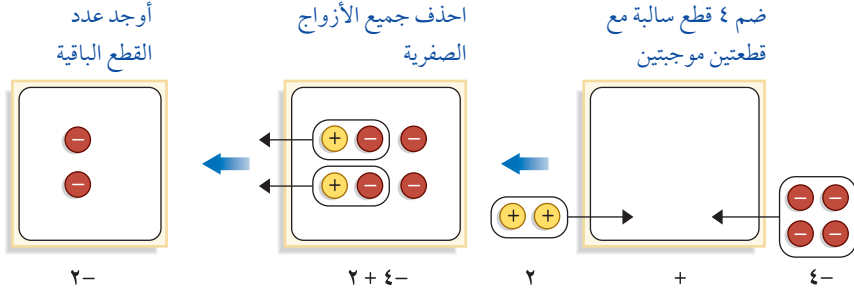 ضم ٤ قطع سالبة مع
قطعتين موجبتين
احذف جميع الأزواج
الصفرية
أوجد عدد
القطع الباقية
−٤ + ٢
−٤ + ٢
−٢